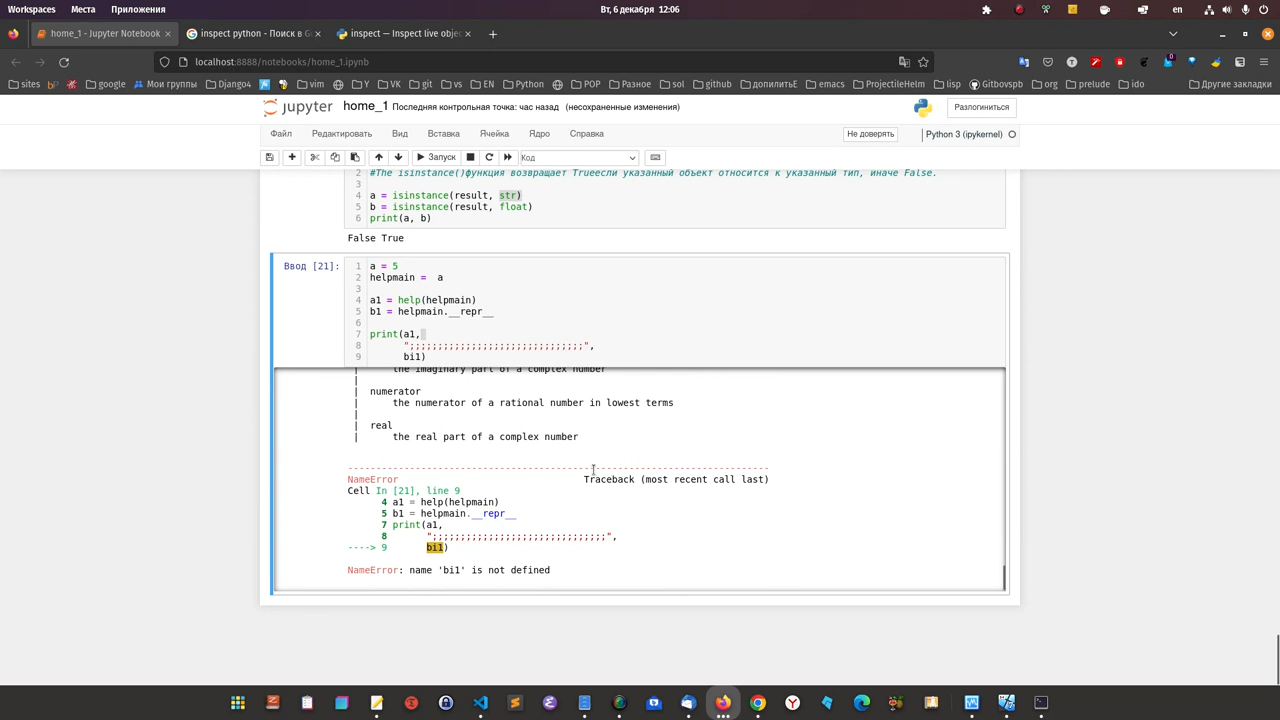 Workspaces Места Приложения Вт, 6 декабря 12:06 en
home_1 - Jupyter Notebook × inspect python - Поиск в G × inspect — Inspect live objec ×
localhost:8888/notebooks/home_1.ipynb
sites google Мои группы Django4 vim Y VK git vs EN Python POP Разное sol github допилитьЕ emacs ProjectileHelm lisp Gitbovspb org prelude ido Другие закладки
jupyter home_1 Последняя контрольная точка: час назад (несохраненные изменения) Разлогиниться
Файл Редактировать Вид Вставка Ячейка Ядро Справка Не доверять Python 3 (ipykernel)
Запуск Код
2 #The isinstance()функция возвращает Trueесли указанный объект относится к указанный тип, иначе False.
3
4 a = isinstance(result, str)
5 b = isinstance(result, float)
6 print(a, b)
False True
Ввод [21]: 1 a = 5
2 helpmain =  a
3
4 a1 = help(helpmain)
5 b1 = helpmain.__repr__
6
7 print(a1,
8 ";;;;;;;;;;;;;;;;;;;;;;;;;;;;;;;",
9 bi1)
| the imaginary part of a complex number
|
| numerator
| the numerator of a rational number in lowest terms
|
| real
| the real part of a complex number
---------------------------------------------------------------------------
NameError Traceback (most recent call last)
Cell In [21], line 9
4 a1 = help(helpmain)
5 b1 = helpmain.__repr__
7 print(a1,
8 ";;;;;;;;;;;;;;;;;;;;;;;;;;;;;;;",
----> 9 bi1)
NameError: name 'bi1' is not defined